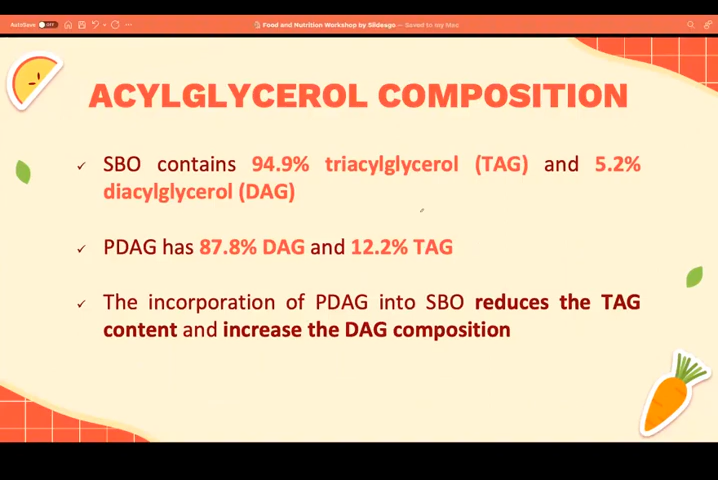 AutoSave OFF
Food and Nutrition Workshop by Slidesgo — Saved to my Mac
ACYLGLYCEROL COMPOSITION
✓ SBO contains 94.9% triacylglycerol (TAG) and 5.2%
diacylglycerol (DAG)
✓ PDAG has 87.8% DAG and 12.2% TAG
✓ The incorporation of PDAG into SBO reduces the TAG
content and increase the DAG composition